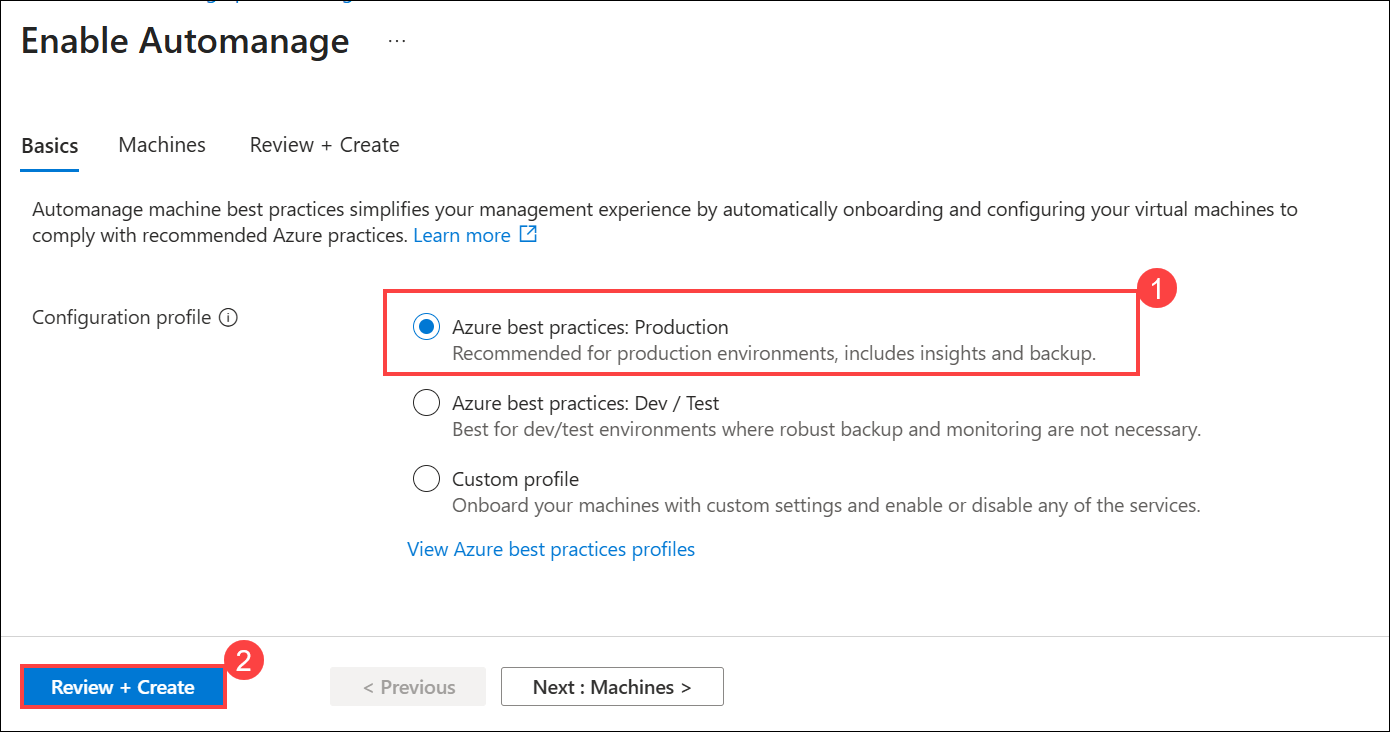 Enable Automanage ...
Basics Machines Review + Create
Automanage machine best practices simplifies your management experience by automatically onboarding and configuring your virtual machines to
comply with recommended Azure practices. Learn more
1
Configuration profile
Azure best practices: Production
Recommended for production environments, includes insights and backup.
Azure best practices: Dev / Test
Best for dev/test environments where robust backup and monitoring are not necessary.
Custom profile
Onboard your machines with custom settings and enable or disable any of the services.
View Azure best practices profiles
2
Review + Create < Previous Next : Machines >